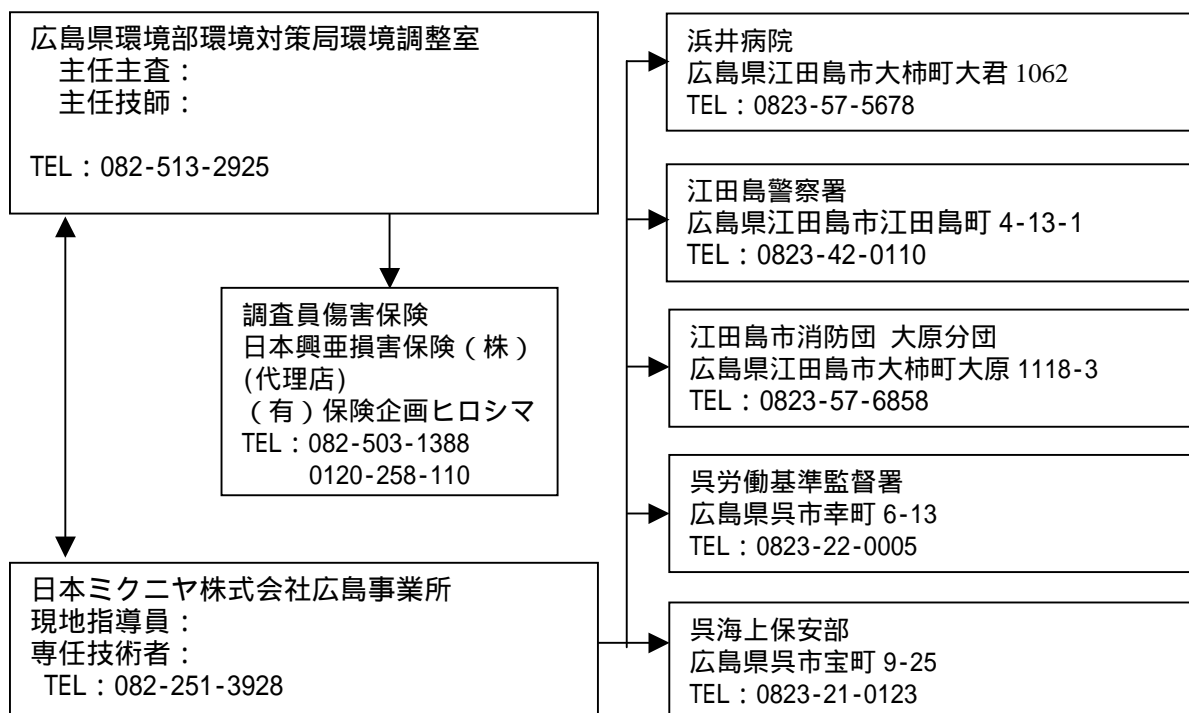 広島県環境部環境対策局環境調整室
主任主査：
主任技師：
TEL：082-513-2925
調査員傷害保険
日本興亜損害保険（株）
(代理店)
（有）保険企画ヒロシマ
TEL：082-503-1388
0120-258-110
日本ミクニヤ株式会社広島事業所
現地指導員：
専任技術者：
TEL：082-251-3928
浜井病院
広島県江田島市大柿町大君 1062
TEL：0823-57-5678
江田島警察署
広島県江田島市江田島町 4-13-1
TEL：0823-42-0110
江田島市消防団 大原分団
広島県江田島市大柿町大原 1118-3
TEL：0823-57-6858
呉労働基準監督署
広島県呉市幸町 6-13
TEL：0823-22-0005
呉海上保安部
広島県呉市宝町 9-25
TEL：0823-21-0123